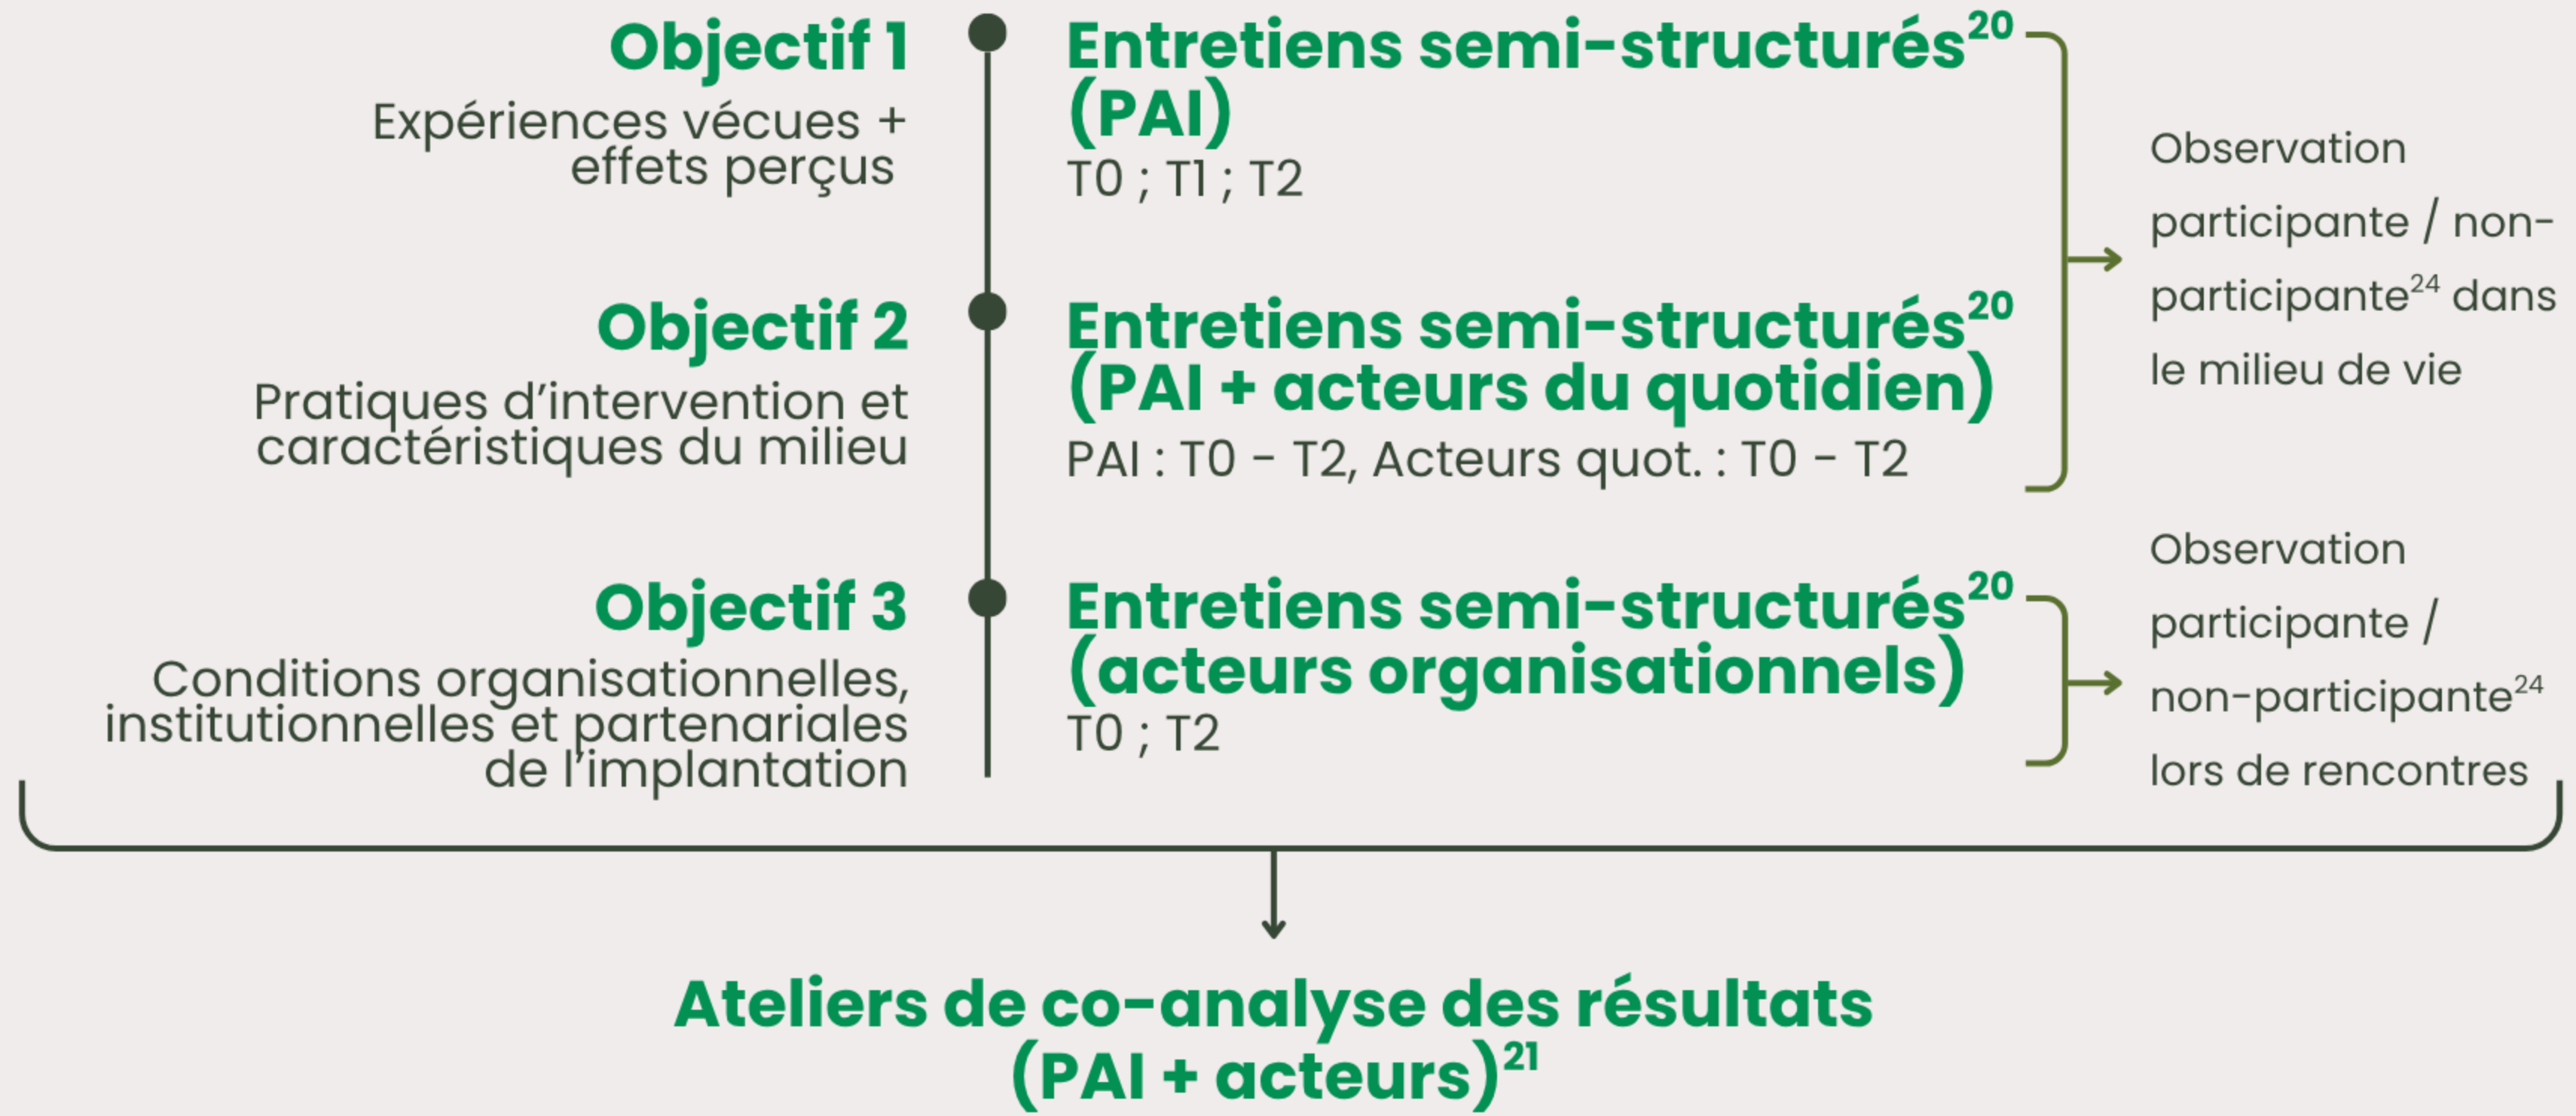 Objectif 1
Expériences vécues +
effets perçus
Entretiens semi-structurés²⁰
(PAI)
T0 ; T1 ; T2
Objectif 2
Pratiques d’intervention et
caractéristiques du milieu
Entretiens semi-structurés²⁰
(PAI + acteurs du quotidien)
PAI : T0 - T2, Acteurs quot. : T0 - T2
Observation
participante / non-
participante²⁴ dans
le milieu de vie
Objectif 3
Conditions organisationnelles,
institutionnelles et partenariales
de l’implantation
Entretiens semi-structurés²⁰
(acteurs organisationnels)
T0 ; T2
Observation
participante /
non-participante²⁴
lors de rencontres
Ateliers de co-analyse des résultats
(PAI + acteurs)²¹